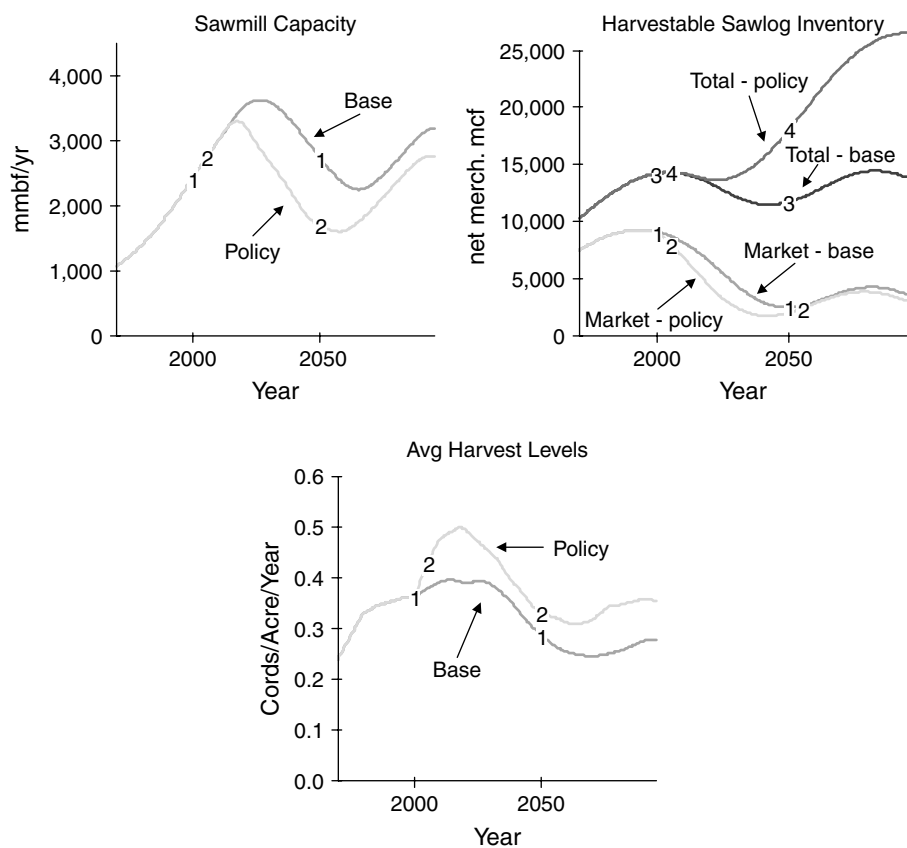 Sawmill Capacity
mmbf/yr
4,000
3,000
2,000
1,000
0
Base
Policy
1
2
1
2
2000
2050
Year
Harvestable Sawlog Inventory
net merch. mcf
25,000
20,000
15,000
10,000
5,000
0
Total - policy
Total - base
Market - base
Market - policy
3
4
4
3
1
2
1
2
2000
2050
Year
Avg Harvest Levels
Cords/Acre/Year
0.6
0.5
0.4
0.3
0.2
0.1
0.0
Policy
Base
1
2
2
1
2000
2050
Year